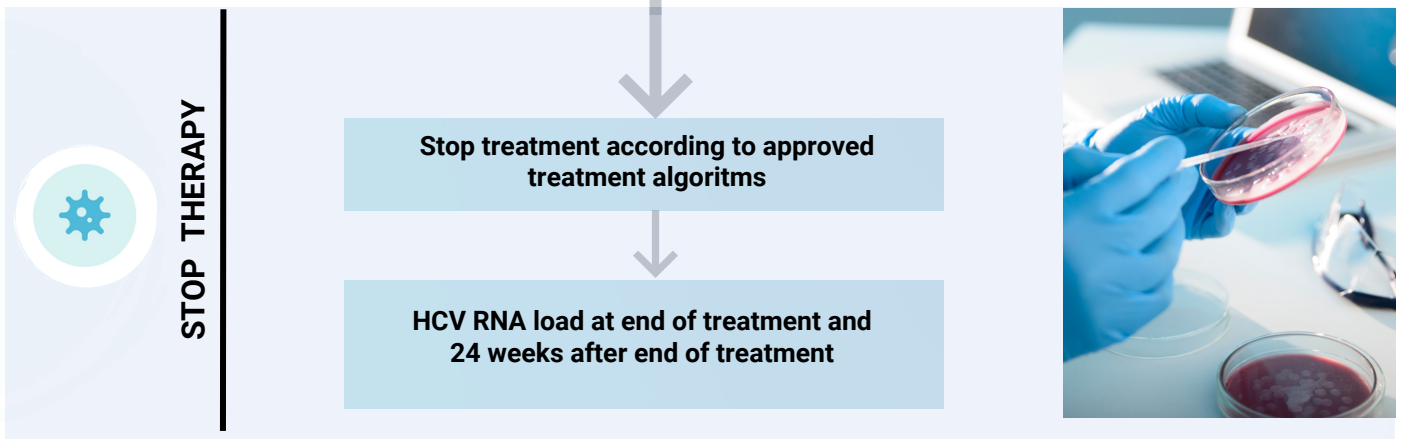 STOP THERAPY
Stop treatment according to approved
treatment algoritms
HCV RNA load at end of treatment and
24 weeks after end of treatment